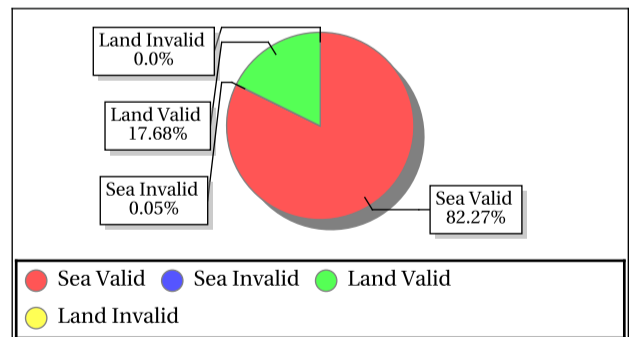 Land Invalid
0.0%
Land Valid
17.68%
Sea Invalid
0.05%
Sea Valid
82.27%
Sea Valid Sea Invalid Land Valid
Land Invalid